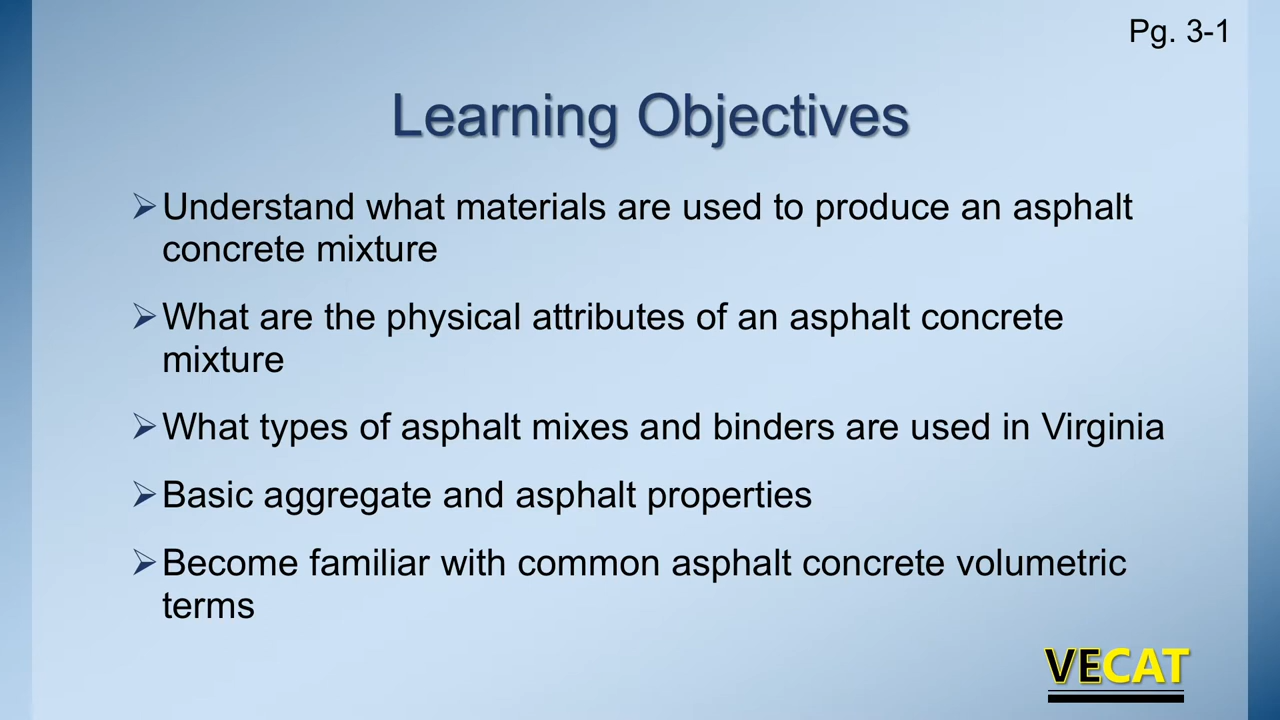 Pg. 3-1
Learning Objectives
➢Understand what materials are used to produce an asphalt
concrete mixture
➢What are the physical attributes of an asphalt concrete
mixture
➢What types of asphalt mixes and binders are used in Virginia
➢Basic aggregate and asphalt properties
➢Become familiar with common asphalt concrete volumetric
terms
VECAT